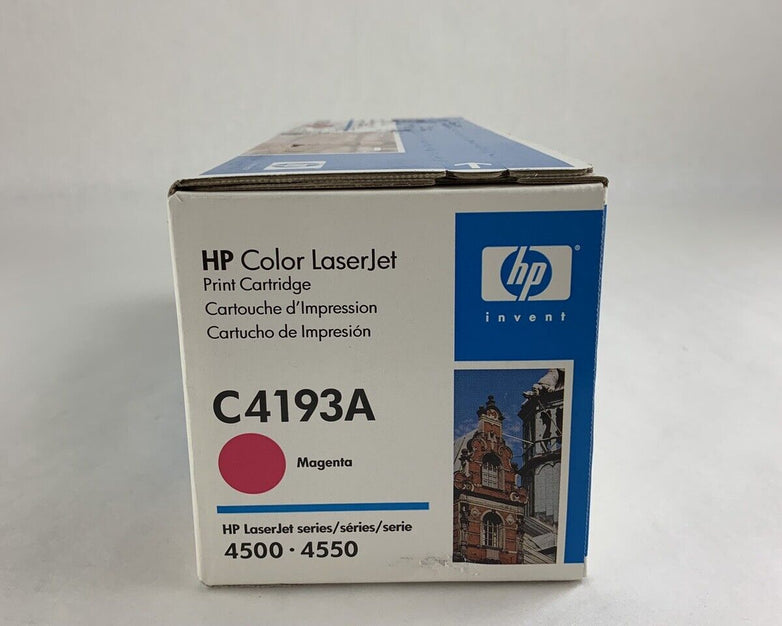 HP Color LaserJet
Print Cartridge
Cartouche d'Impression
Cartucho de Impresión
C4193A
Magenta
HP LaserJet series/séries/serie
4500 · 4550
hp®
invent